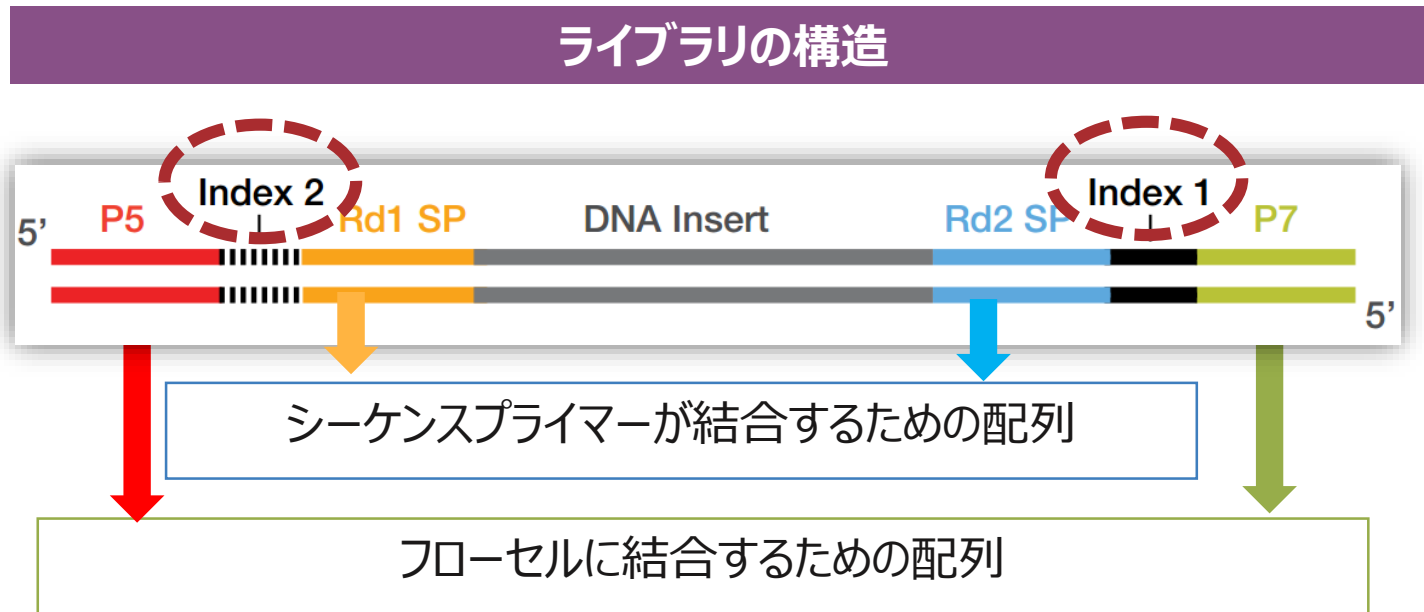 ライブラリの構造
Index 2 Index 1
5’ P5 Rd1 SP DNA Insert Rd2 SP P7
5’
シーケンスプライマーが結合するための配列
フローセルに結合するための配列